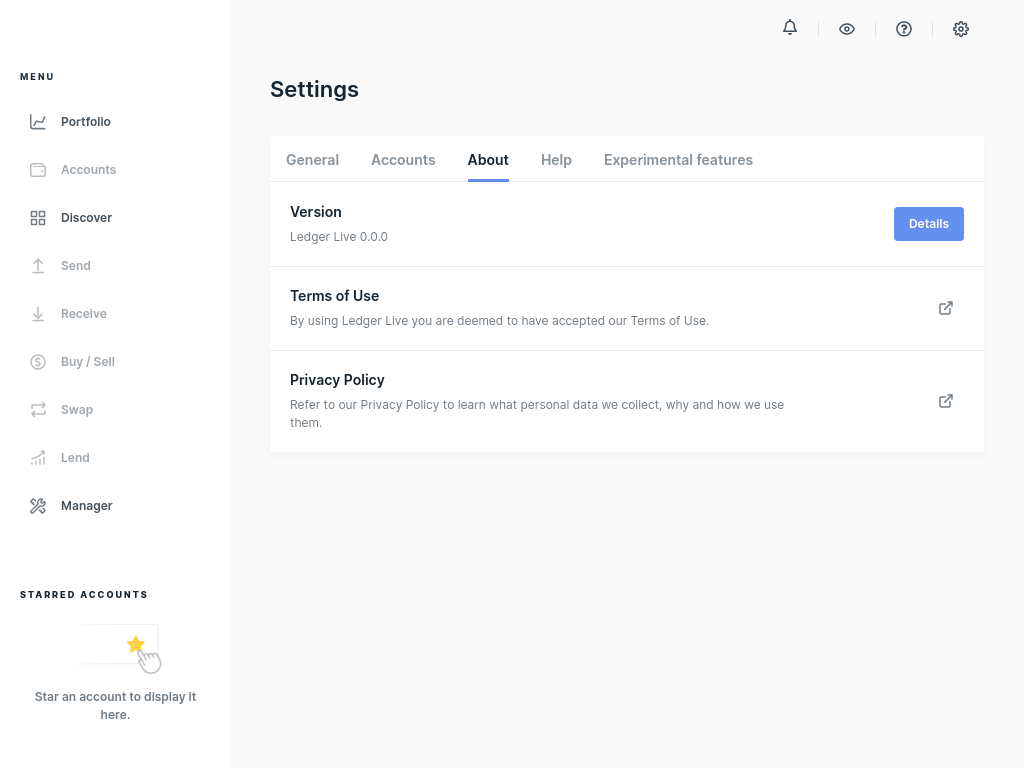 MENU
Portfolio
Accounts
Discover
Send
Receive
Buy / Sell
Swap
Lend
Manager
STARRED ACCOUNTS
Star an account to display it
here.
Settings
General Accounts About Help Experimental features
Version
Ledger Live 0.0.0
Details
Terms of Use
By using Ledger Live you are deemed to have accepted our Terms of Use.
Privacy Policy
Refer to our Privacy Policy to learn what personal data we collect, why and how we use
them.